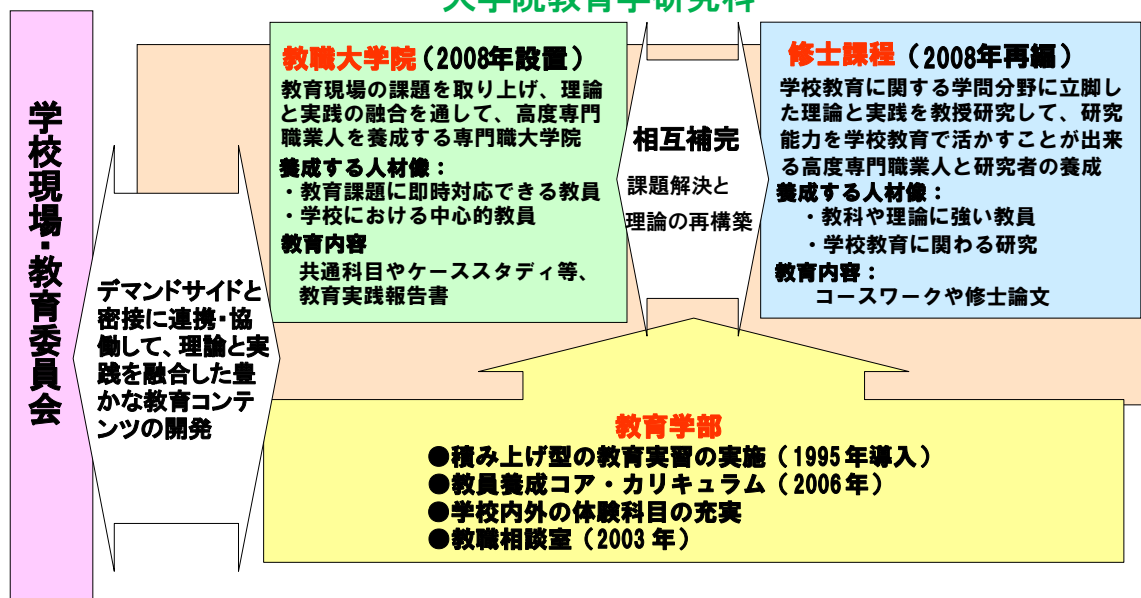 大学院教育学研究科
学校現場・教育委員会
デマンドサイドと
密接に連携・協
働して、理論と実
践を融合した豊
かな教育コンテ
ンツの開発
教職大学院（2008年設置）
教育現場の課題を取り上げ、理論
と実践の融合を通して、高度専門
職業人を養成する専門職大学院
養成する人材像：
・教育課題に即時対応できる教員
・学校における中心的教員
教育内容
共通科目やケーススタディ等、
教育実践報告書
相互補完
課題解決と
理論の再構築
修士課程（2008年再編）
学校教育に関する学問分野に立脚し
た理論と実践を教授研究して、研究
能力を学校教育で活かすことが出来
る高度専門職業人と研究者の養成
養成する人材像：
・教科や理論に強い教員
・学校教育に関わる研究
教育内容：
コースワークや修士論文
教育学部
●積み上げ型の教育実習の実施（1995年導入）
●教員養成コア・カリキュラム（2006年）
●学校内外の体験科目の充実
●教職相談室（2003年）